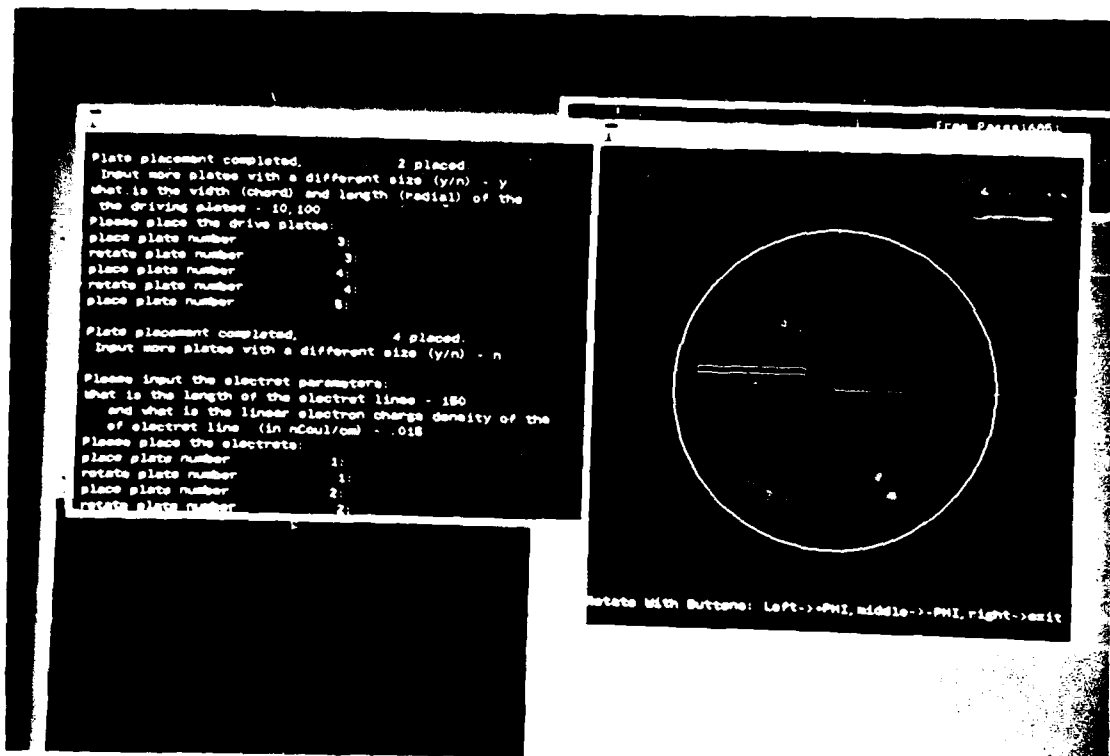 Plate placement completed, 2 placed.
Input more plates with a different size (y/n) - y
What is the width (chord) and length (radial) of the
the driving plates - 10,100
Please place the drive plates:
place plate number 3:
rotate plate number 3:
place plate number 4:
rotate plate number 4:
place plate number 5:
Plate placement completed, 4 placed.
Input more plates with a different size (y/n) - n
Please input the electret parameters:
What is the length of the electret lines - 150
and what is the linear electron charge density of the
of electret line (in nCoul/cm) - .015
Please place the electrets:
place plate number 1:
rotate plate number 1:
place plate number 2:
rotate plate number 2:
Rotate With Buttons: Left->+PHI,middle->-PHI,right->exit